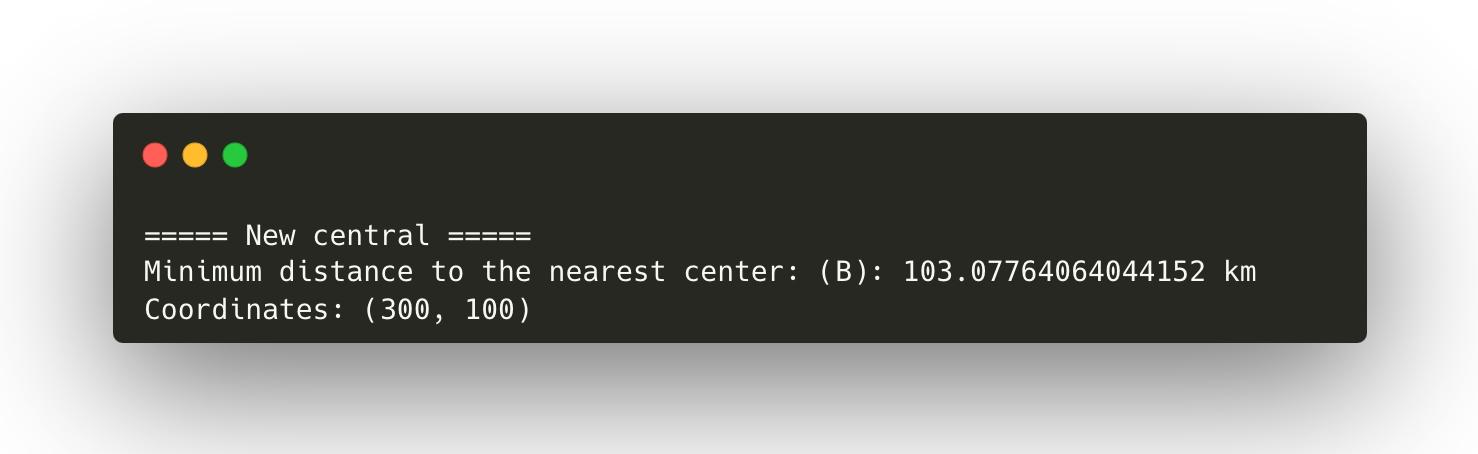 ===== New central =====
Minimum distance to the nearest center: (B): 103.07764064044152 km
Coordinates: (300, 100)